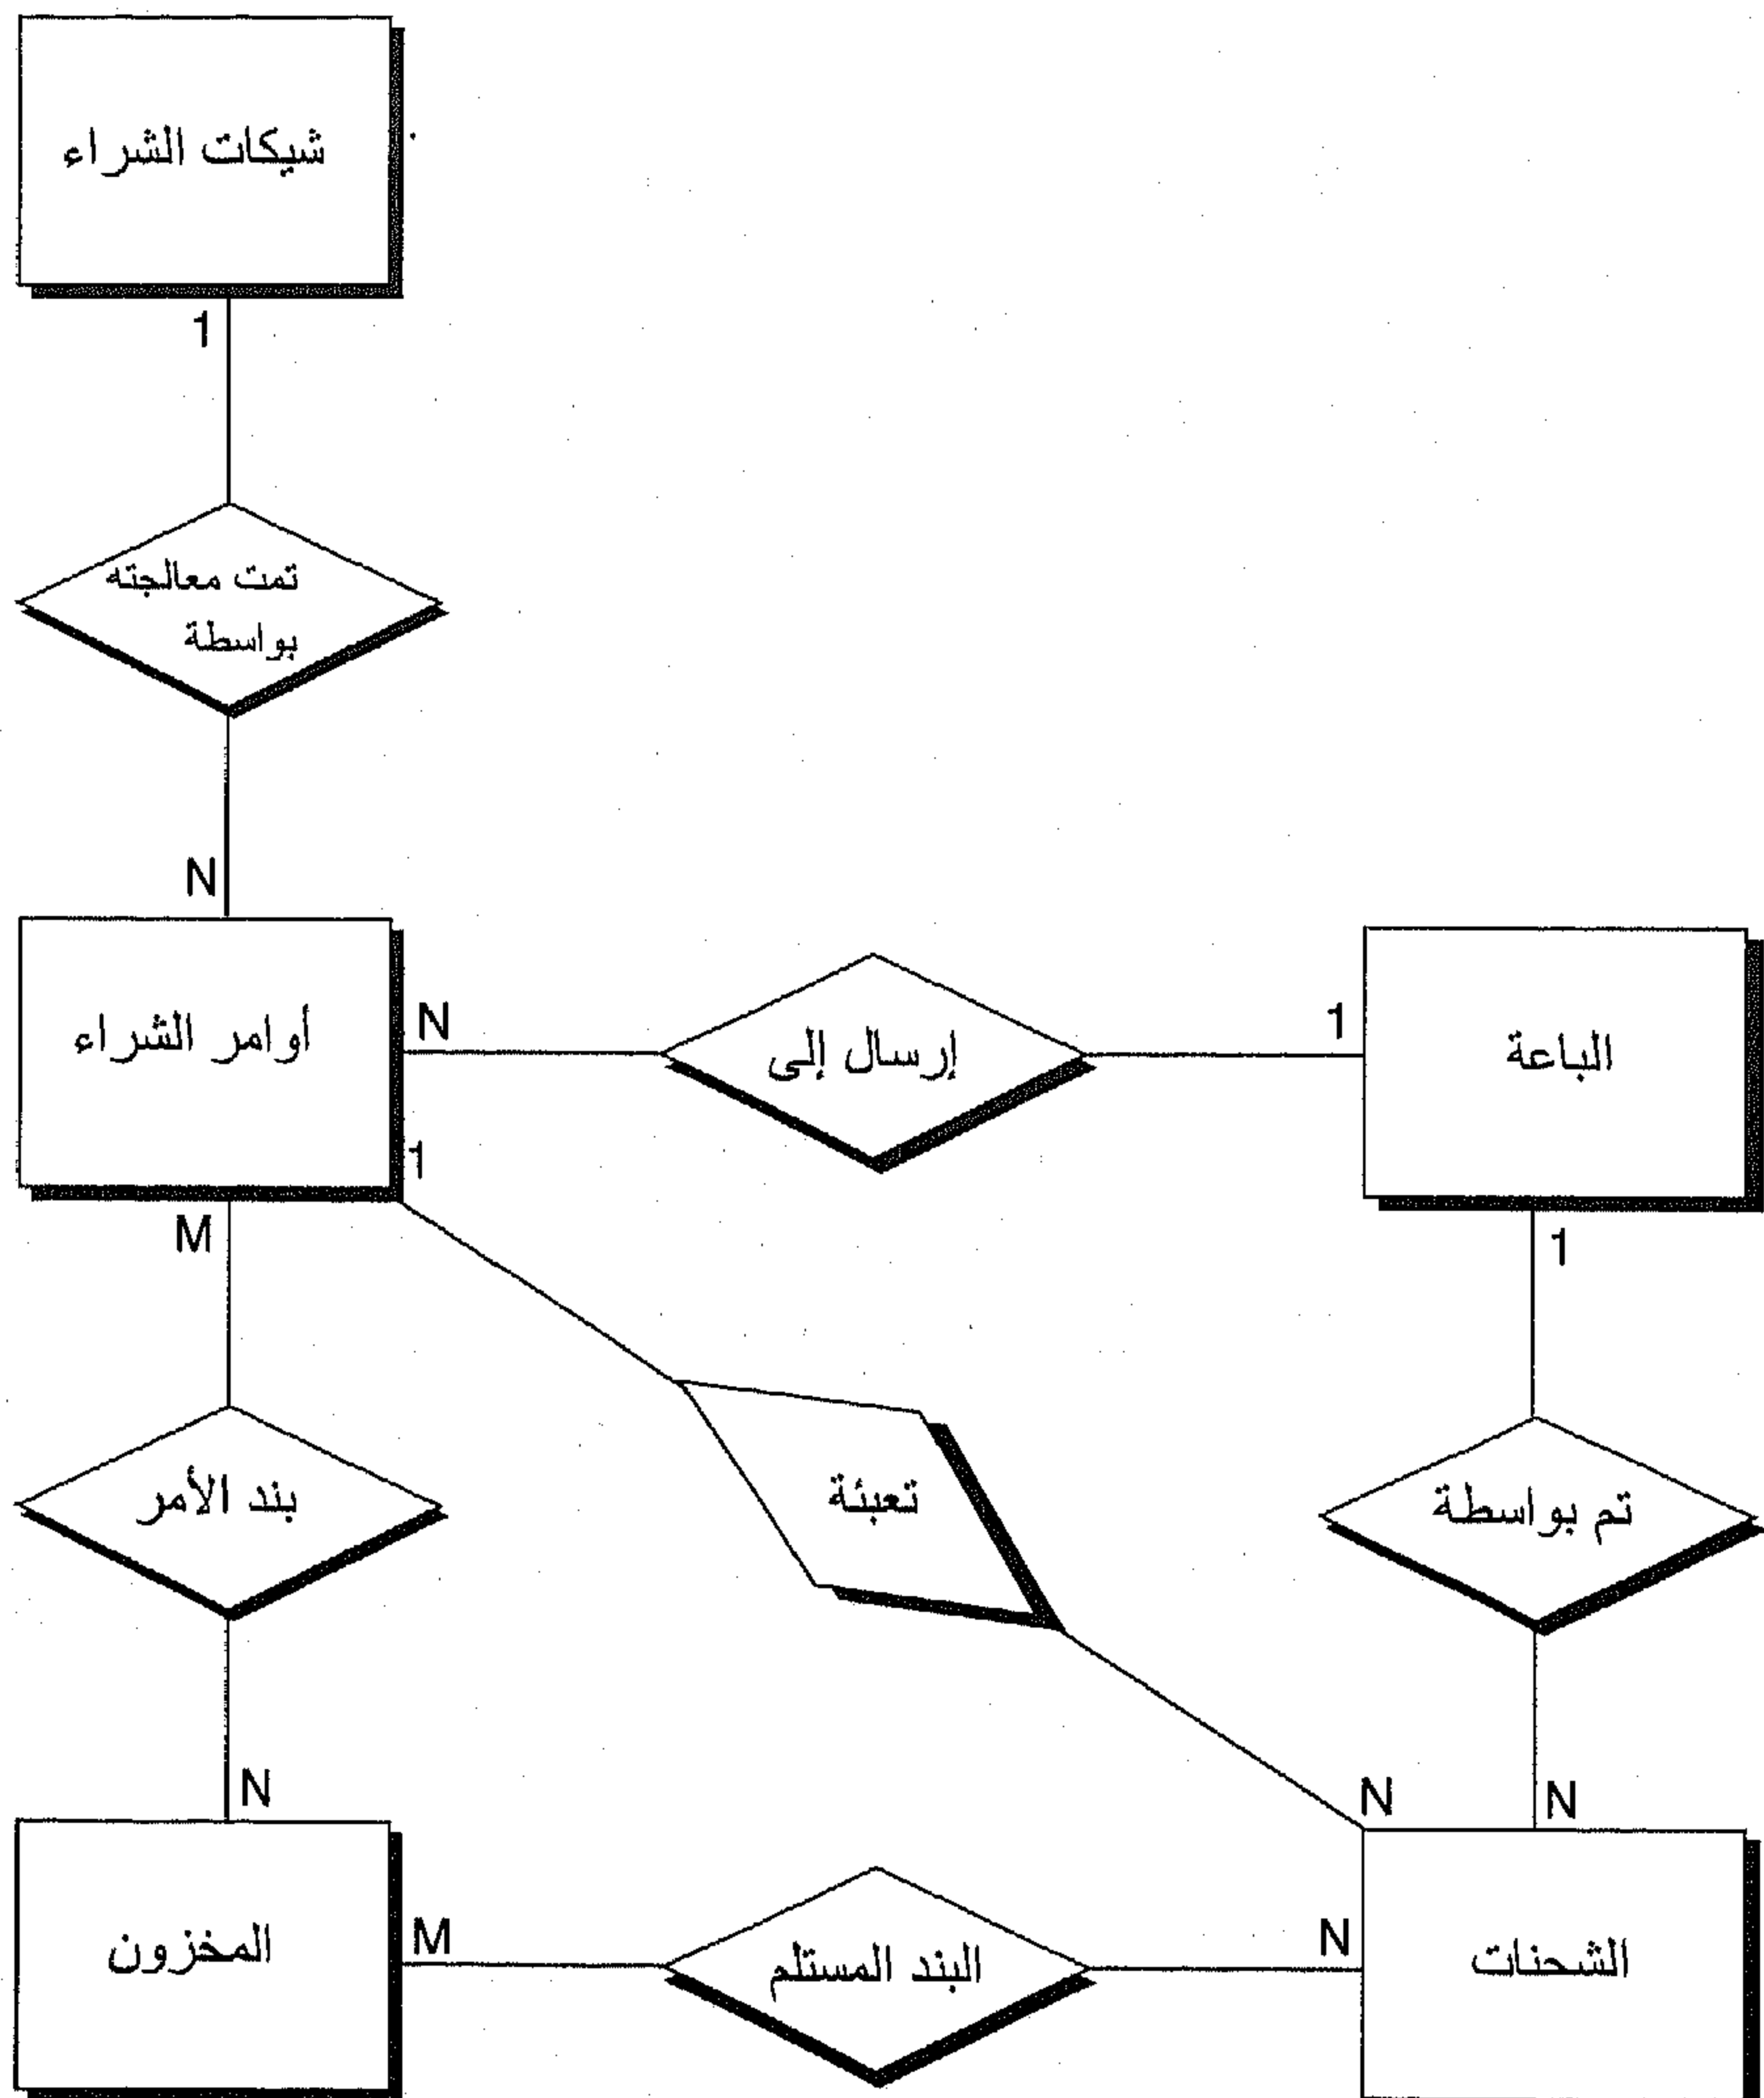 شيكات الشراء
1
تمت معالجته
بواسطة
N
أوامر الشراء
N
إرسال إلى
1
الباعة
1
M
1
بند الأمر
تعبئة
تم بواسطة
N
N
N
المخزون
M
البند المستلم
N
الشحنات